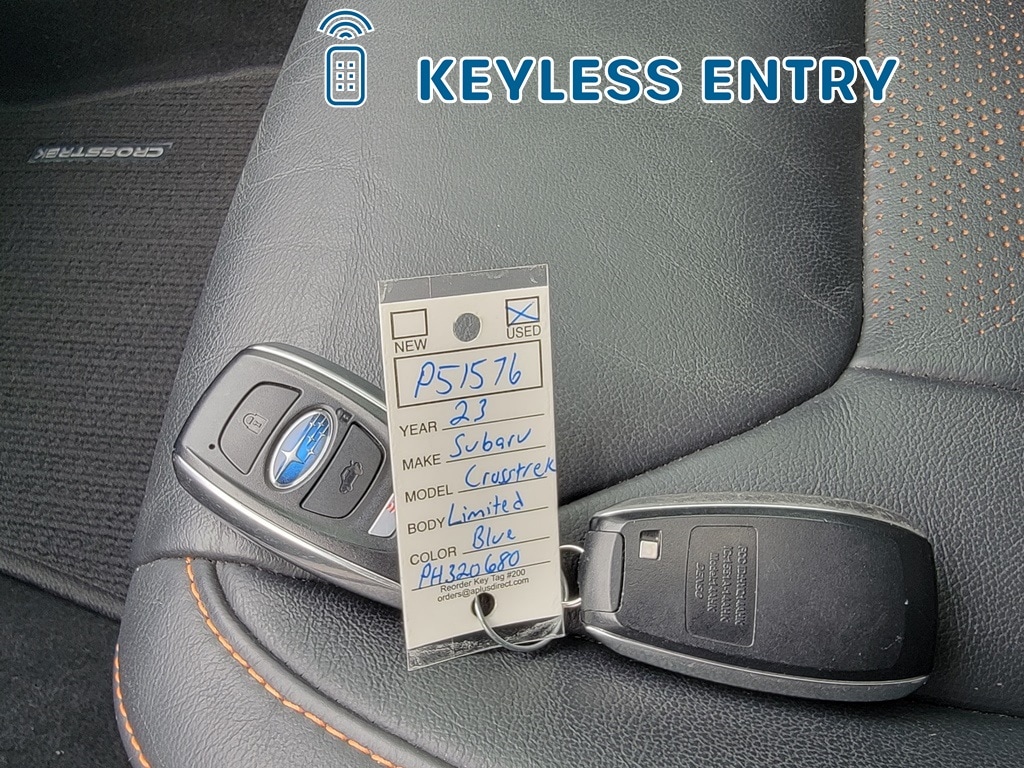 KEYLESS ENTRY
CROSSTREK
NEW
USED
P51576
YEAR 23
MAKE Subaru
MODEL Crosstrek
BODY Limited
COLOR Blue
PH320680
Reorder Key Tag #200
orders@aplusdirect.com